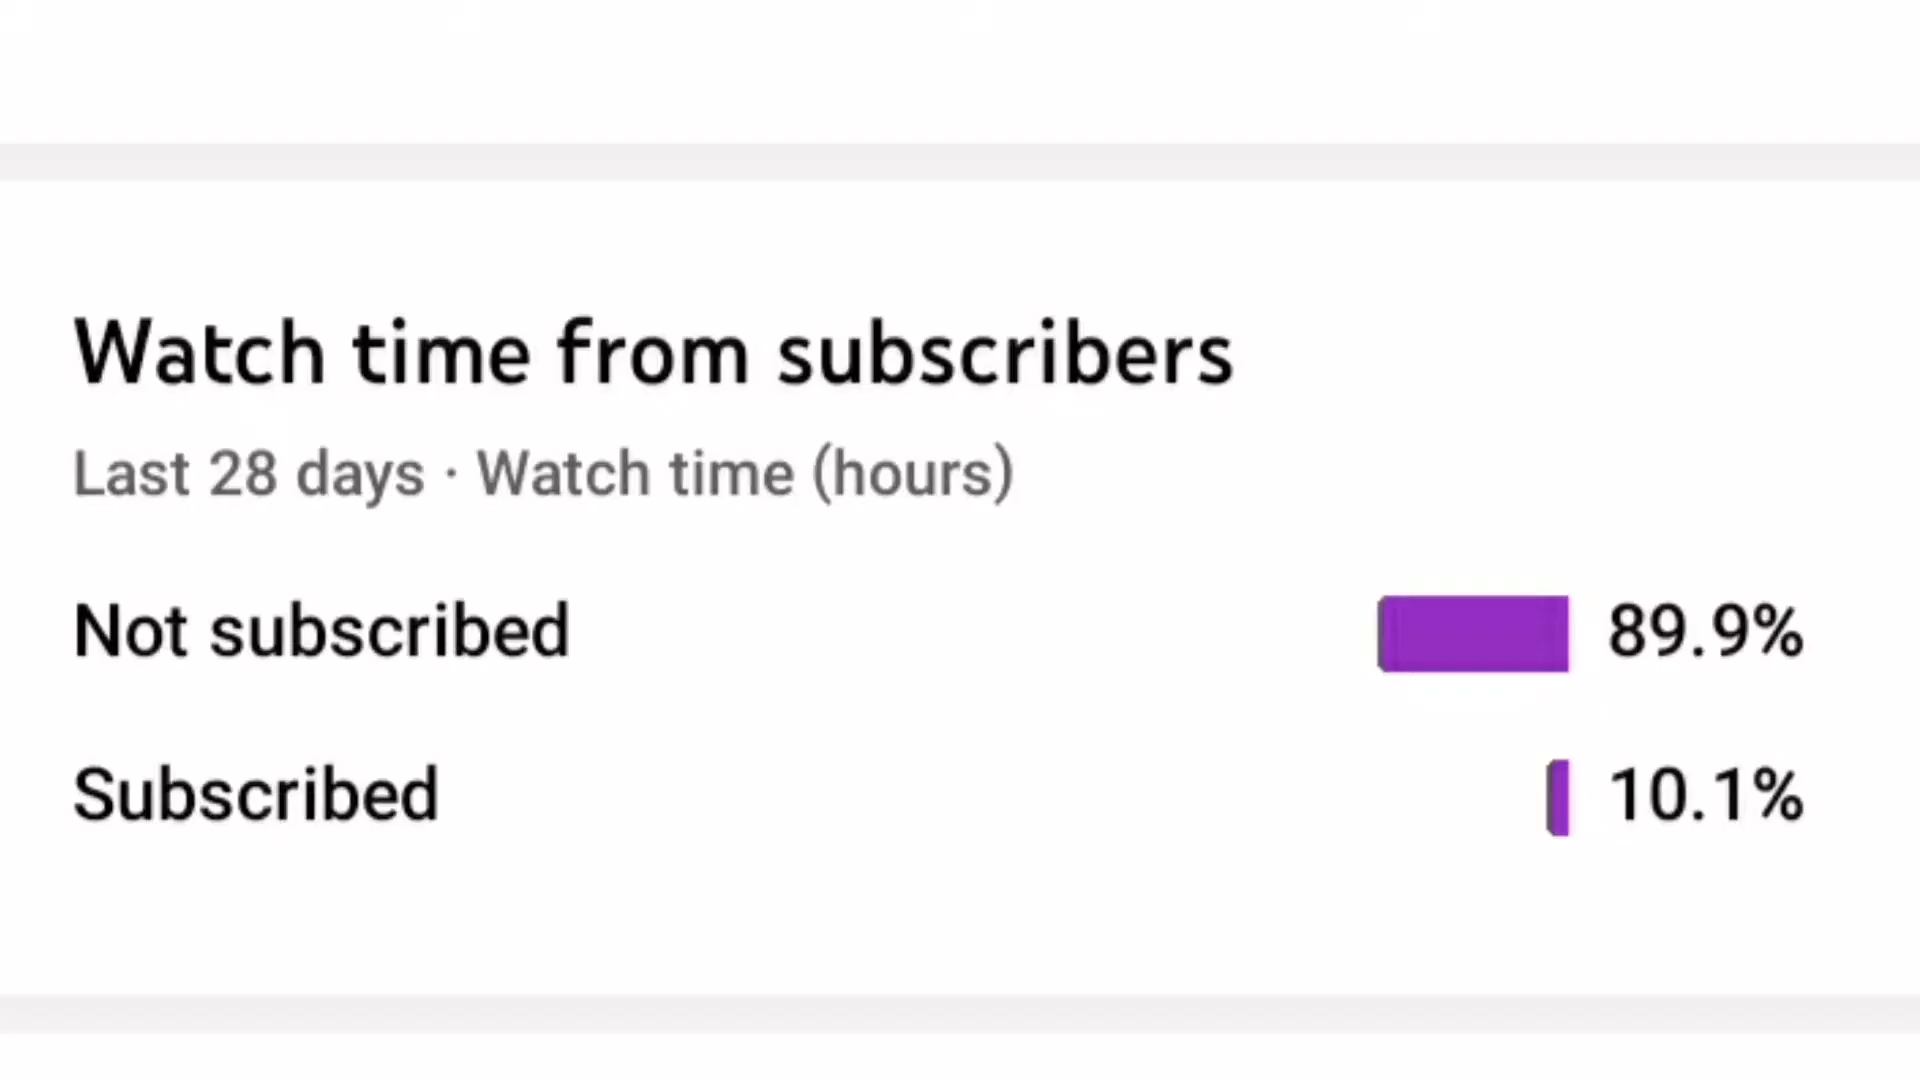 Watch time from subscribers
Last 28 days · Watch time (hours)
Not subscribed 89.9%
Subscribed 10.1%